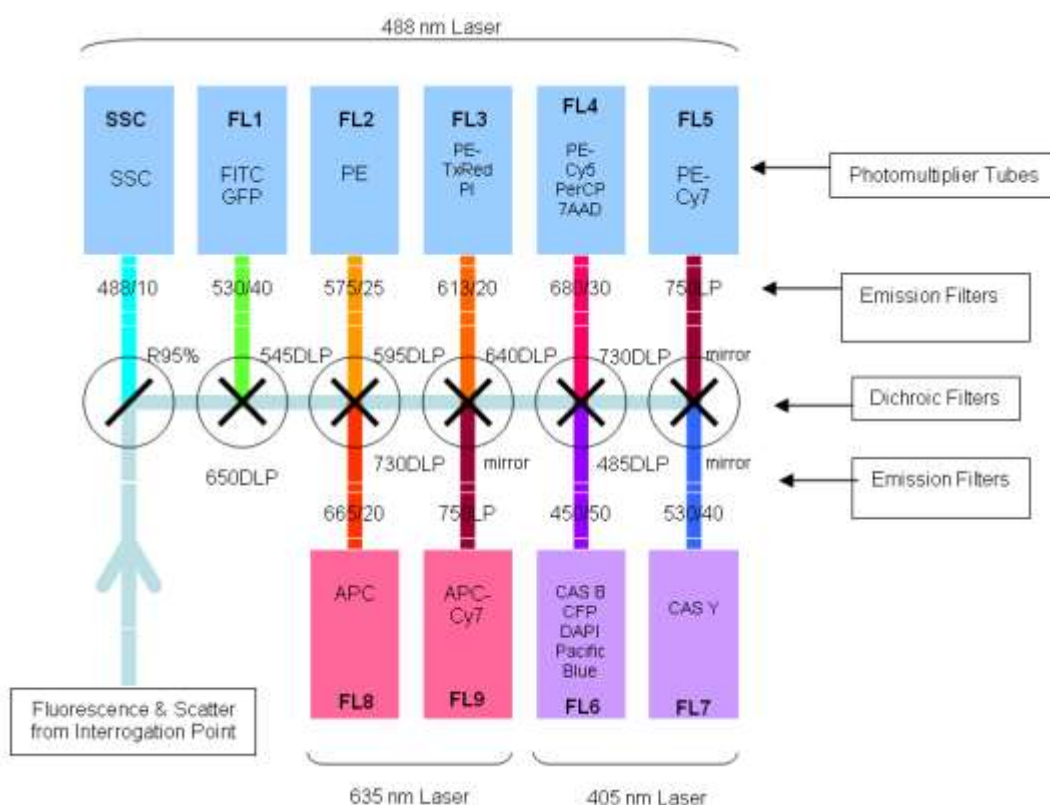 488 nm Laser
SSC
SSC
FL1
FITC
GFP
FL2
PE
FL3
PE-
TxRed
PI
FL4
PE-
Cy5
PerCP
7AAD
FL5
PE-
Cy7
Photomultiplier Tubes
488/10
530/40
575/25
613/20
680/30
750LP
Emission Filters
R95%
545DLP
595DLP
640DLP
730DLP
mirror
Dichroic Filters
650DLP
730DLP
mirror
485DLP
mirror
Emission Filters
665/20
750LP
450/50
530/40
APC
FL8
APC-
Cy7
FL9
CAS B
CFP
DAPI
Pacific
Blue
FL6
CAS Y
FL7
Fluorescence & Scatter
from Interrogation Point
635 nm Laser
405 nm Laser